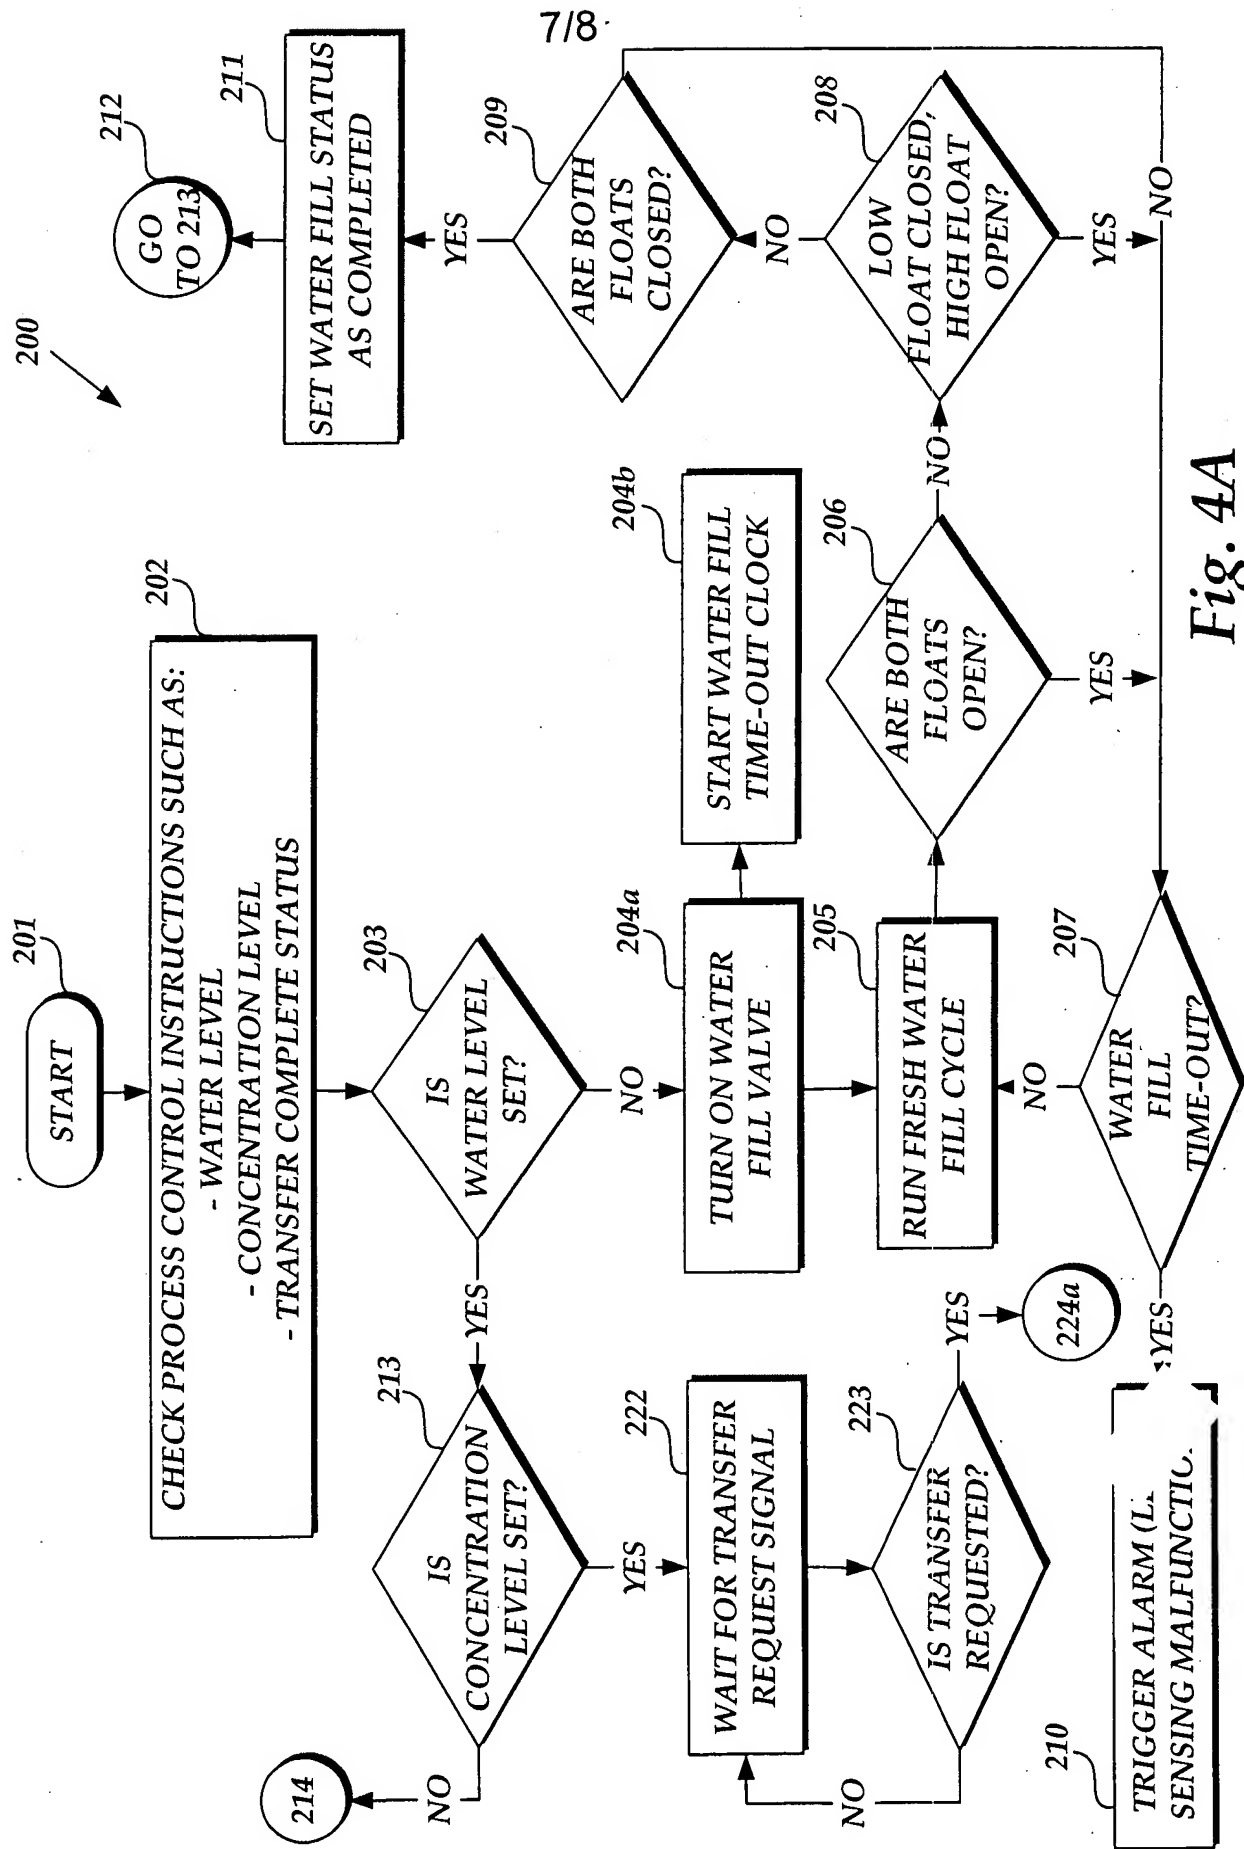 7/8
200
201
START
202
CHECK PROCESS CONTROL INSTRUCTIONS SUCH AS:
- WATER LEVEL
- CONCENTRATION LEVEL
- TRANSFER COMPLETE STATUS
203
IS
WATER LEVEL
SET?
YES
NO
213
IS
CONCENTRATION
LEVEL SET?
NO
214
YES
222
WAIT FOR TRANSFER
REQUEST SIGNAL
223
IS TRANSFER
REQUESTED?
NO
YES
224a
204a
TURN ON WATER
FILL VALVE
204b
START WATER FILL
TIME-OUT CLOCK
205
RUN FRESH WATER
FILL CYCLE
206
ARE BOTH
FLOATS
OPEN?
NO
YES
208
LOW
FLOAT CLOSED,
HIGH FLOAT
OPEN?
NO
YES
209
ARE BOTH
FLOATS
CLOSED?
YES
NO
211
SET WATER FILL STATUS
AS COMPLETED
212
GO
TO 213
207
WATER
FILL
TIME-OUT?
NO
YES
210
TRIGGER ALARM
SENSING
Fig. 4A